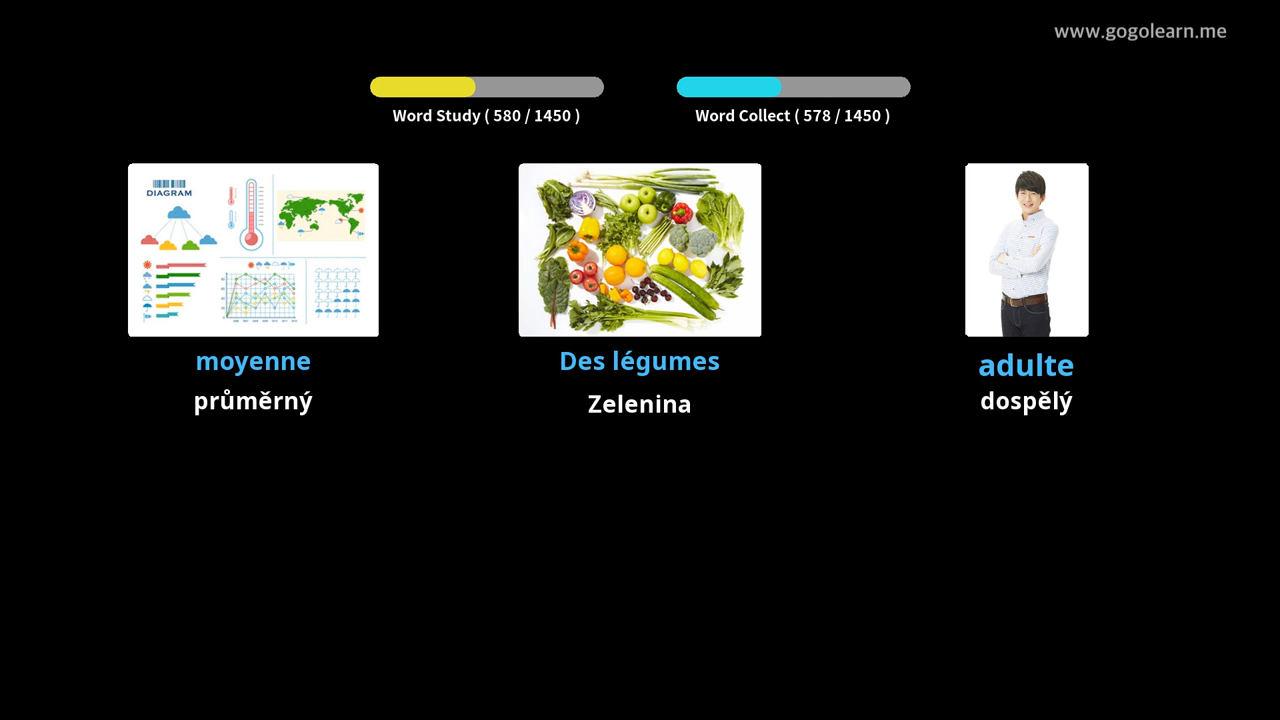 www.gogolearn.me
Word Study ( 580 / 1450 )
Word Collect ( 578 / 1450 )
DIAGRAM
moyenne
Des légumes
adulte
průměrný
Zelenina
dospělý